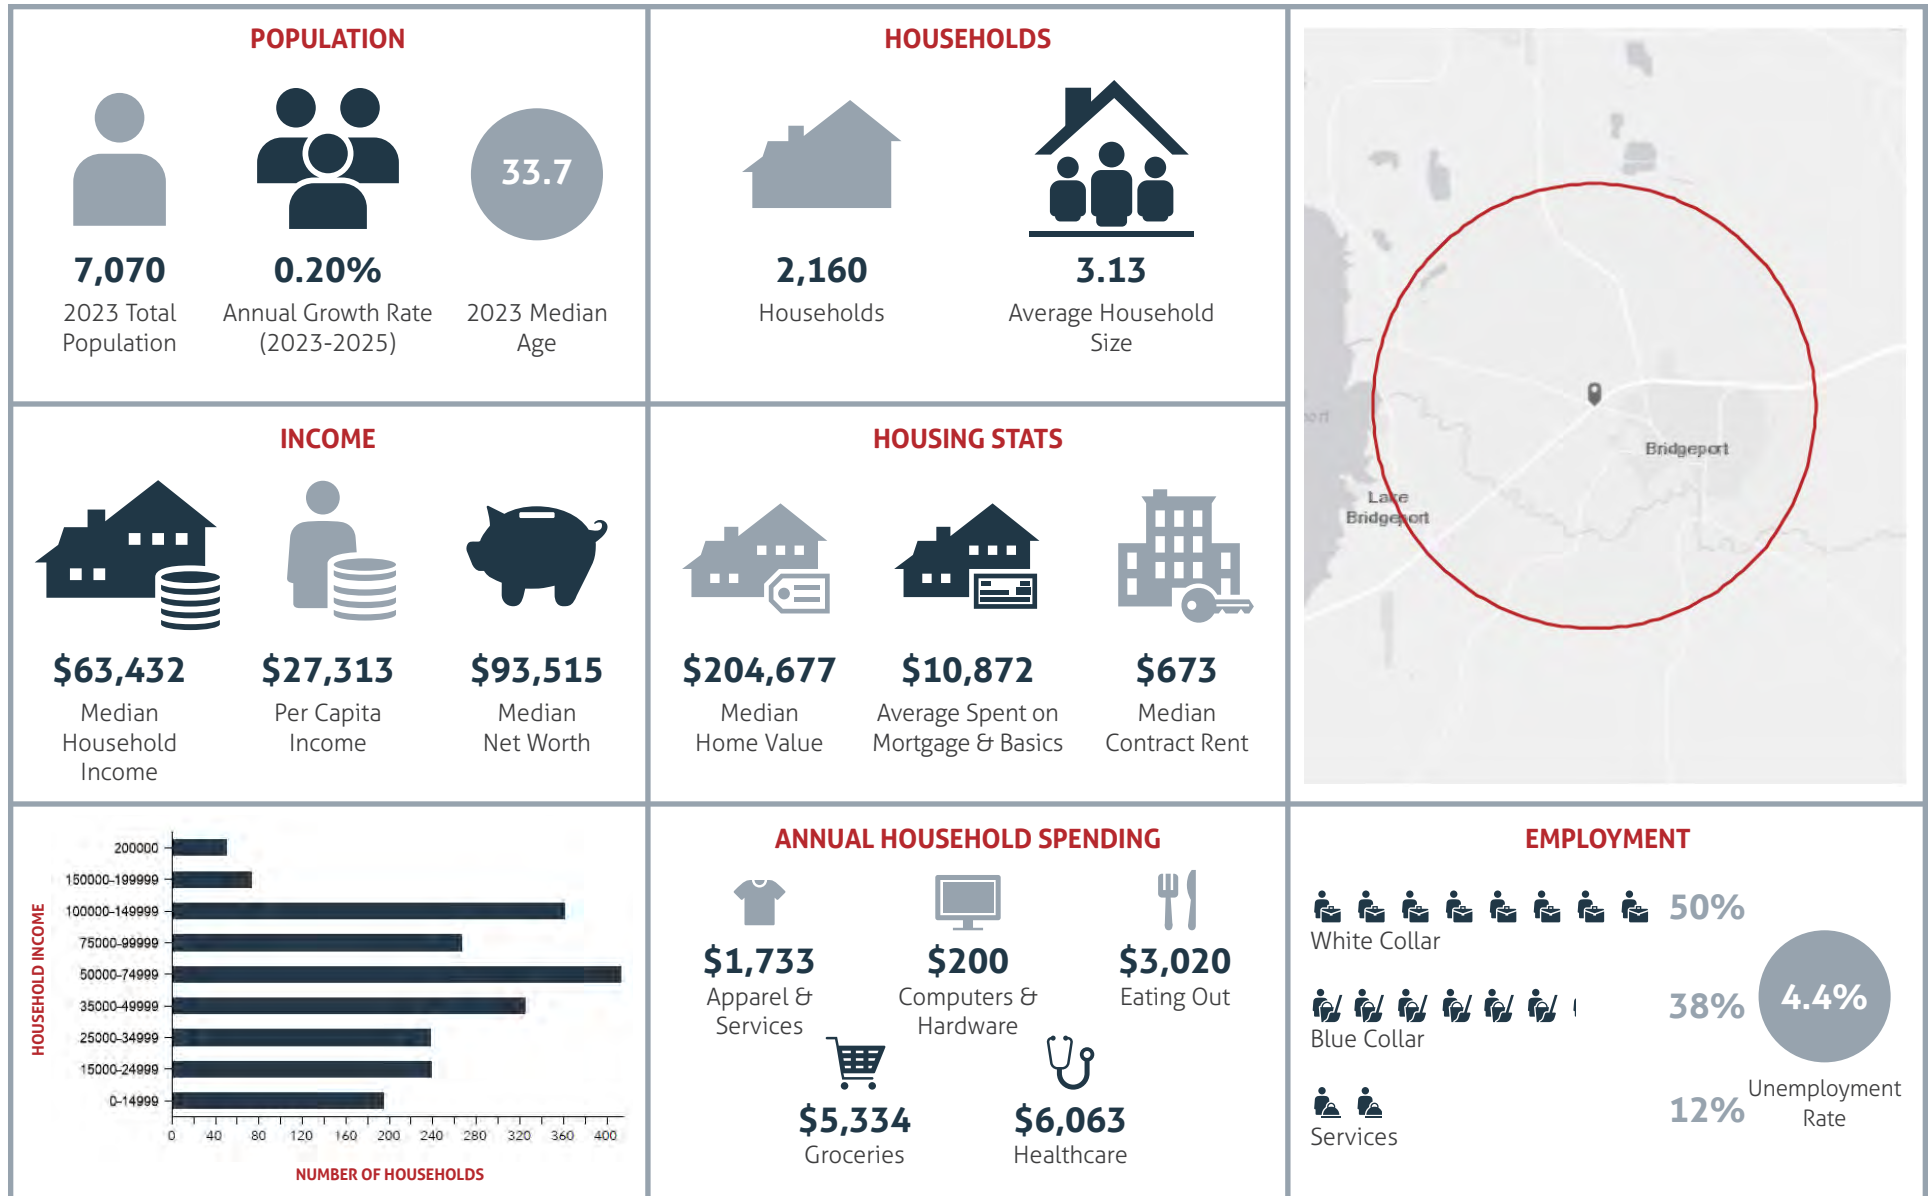 POPULATION
33.7
7,070
2023 Total
Population
0.20%
Annual Growth Rate
(2023-2025)
2023 Median
Age
HOUSEHOLDS
2,160
Households
3.13
Average Household
Size
Bridgeport
Lake
Bridgeport
INCOME
$63,432
Median
Household
Income
$27,313
Per Capita
Income
$93,515
Median
Net Worth
HOUSING STATS
$204,677
Median
Home Value
$10,872
Average Spent on
Mortgage & Basics
$673
Median
Contract Rent
HOUSEHOLD INCOME
200000
150000-199999
100000-149999
75000-99999
50000-74999
35000-49999
25000-34999
15000-24999
0-14999
0 40 80 120 160 200 240 280 320 360 400
NUMBER OF HOUSEHOLDS
ANNUAL HOUSEHOLD SPENDING
$1,733
Apparel &
Services
$200
Computers &
Hardware
$3,020
Eating Out
$5,334
Groceries
$6,063
Healthcare
EMPLOYMENT
50%
White Collar
38%
Blue Collar
12%
Services
4.4%
Unemployment
Rate